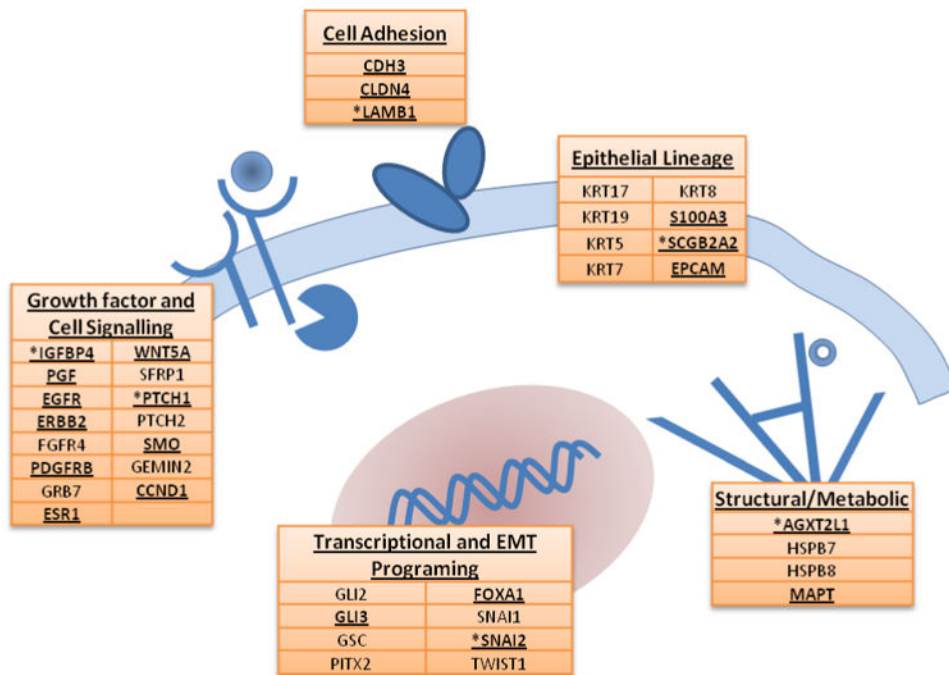 Cell Adhesion
CDH3
CLDN4
*LAMB1
Epithelial Lineage
KRT17 KRT8
KRT19 S100A3
KRT5 *SCGB2A2
KRT7 EPCAM
Growth factor and
Cell Signalling
*IGFBP4 WNT5A
PGF SFRP1
EGFR *PTCH1
ERBB2 PTCH2
FGFR4 SMO
PDGFRB GEMIN2
GRB7 CCND1
ESR1
Structural/Metabolic
*AGXT2L1
HSPB7
HSPB8
MAPT
Transcriptional and EMT
Programing
GLI2 FOXA1
GLI3 SNAI1
GSC *SNAI2
PITX2 TWIST1